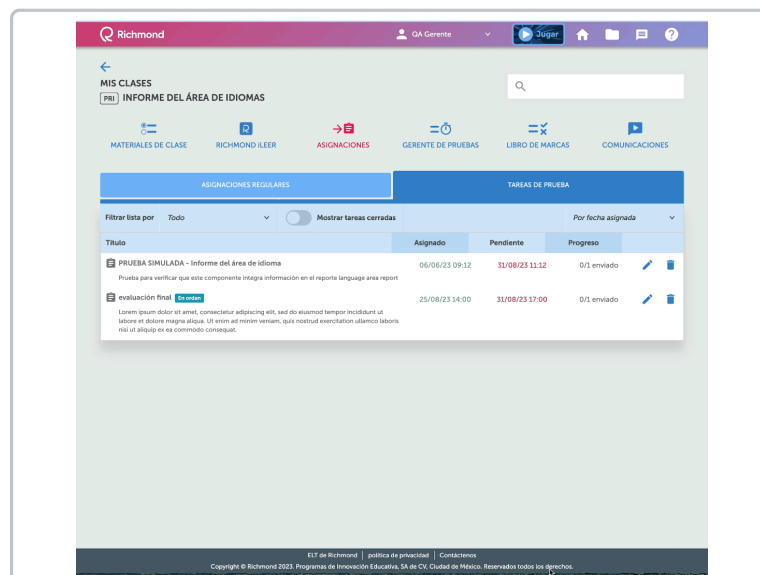 Richmond
QA Gerente
Jugar
MIS CLASES
PRI INFORME DEL ÁREA DE IDIOMAS
MATERIALES DE CLASE
RICHMOND iLEER
ASIGNACIONES
GERENTE DE PRUEBAS
LIBRO DE MARCAS
COMUNICACIONES
ASIGNACIONES REGULARES
TAREAS DE PRUEBA
Filtrar lista por Todo Mostrar tareas cerradas Por fecha asignada
Título Asignado Pendiente Progreso
PRUEBA SIMULADA - Informe del área de idioma 06/06/23 09:12 31/08/23 11:12 0/1 enviado
Prueba para verificar que este componente integra información en el reporte language area report
evaluación final En orden 25/08/23 14:00 31/08/23 17:00 0/1 enviado
Lorem ipsum dolor sit amet, consectetur adipiscing elit, sed do eiusmod tempor incididunt ut
labore et dolore magna aliqua. Ut enim ad minim veniam, quis nostrud exercitation ullamco laboris
nisi ut aliquip ex ea commodo consequat.
ELT de Richmond | política de privacidad | Contáctenos
Copyright © Richmond 2023. Programas de Innovación Educativa, SA de CV, Ciudad de México. Reservados todos los derechos.